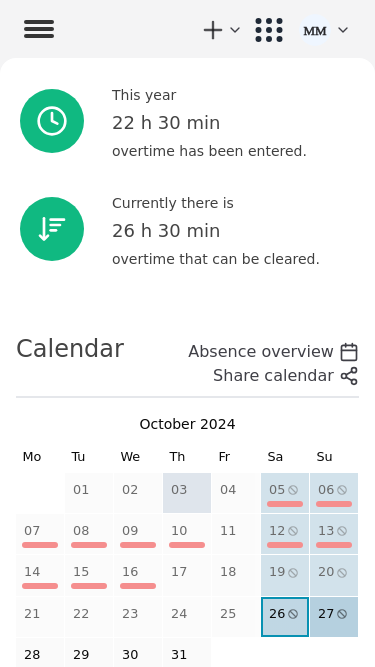 MM
This year
22 h 30 min
overtime has been entered.
Currently there is
26 h 30 min
overtime that can be cleared.
Calendar
Absence overview
Share calendar
October 2024
Mo Tu We Th Fr Sa Su
01 02 03 04 05 06
07 08 09 10 11 12 13
14 15 16 17 18 19 20
21 22 23 24 25 26 27
28 29 30 31